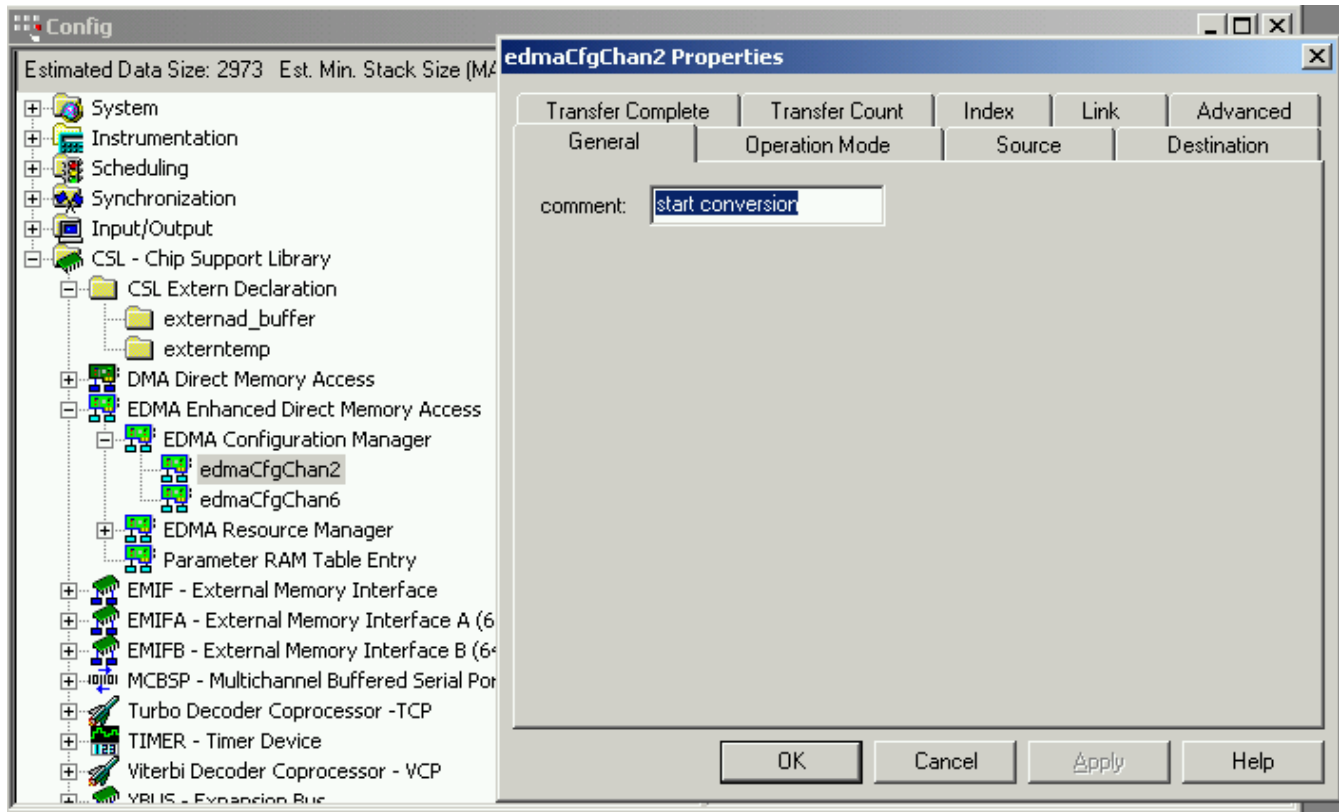 Config
Estimated Data Size: 2973 Est. Min. Stack Size (MA
System
Instrumentation
Scheduling
Synchronization
Input/Output
CSL - Chip Support Library
CSL Extern Declaration
externad_buffer
externtemp
DMA Direct Memory Access
EDMA Enhanced Direct Memory Access
EDMA Configuration Manager
edmaCfgChan2
edmaCfgChan6
EDMA Resource Manager
Parameter RAM Table Entry
EMIF - External Memory Interface
EMIFA - External Memory Interface A (6
EMIFB - External Memory Interface B (64
MCBSP - Multichannel Buffered Serial Por
Turbo Decoder Coprocessor -TCP
TIMER - Timer Device
Viterbi Decoder Coprocessor - VCP
XBUS - Expansion Bus
edmaCfgChan2 Properties
Transfer Complete Transfer Count Index Link Advanced
General Operation Mode Source Destination
comment: start conversion
OK Cancel Apply Help